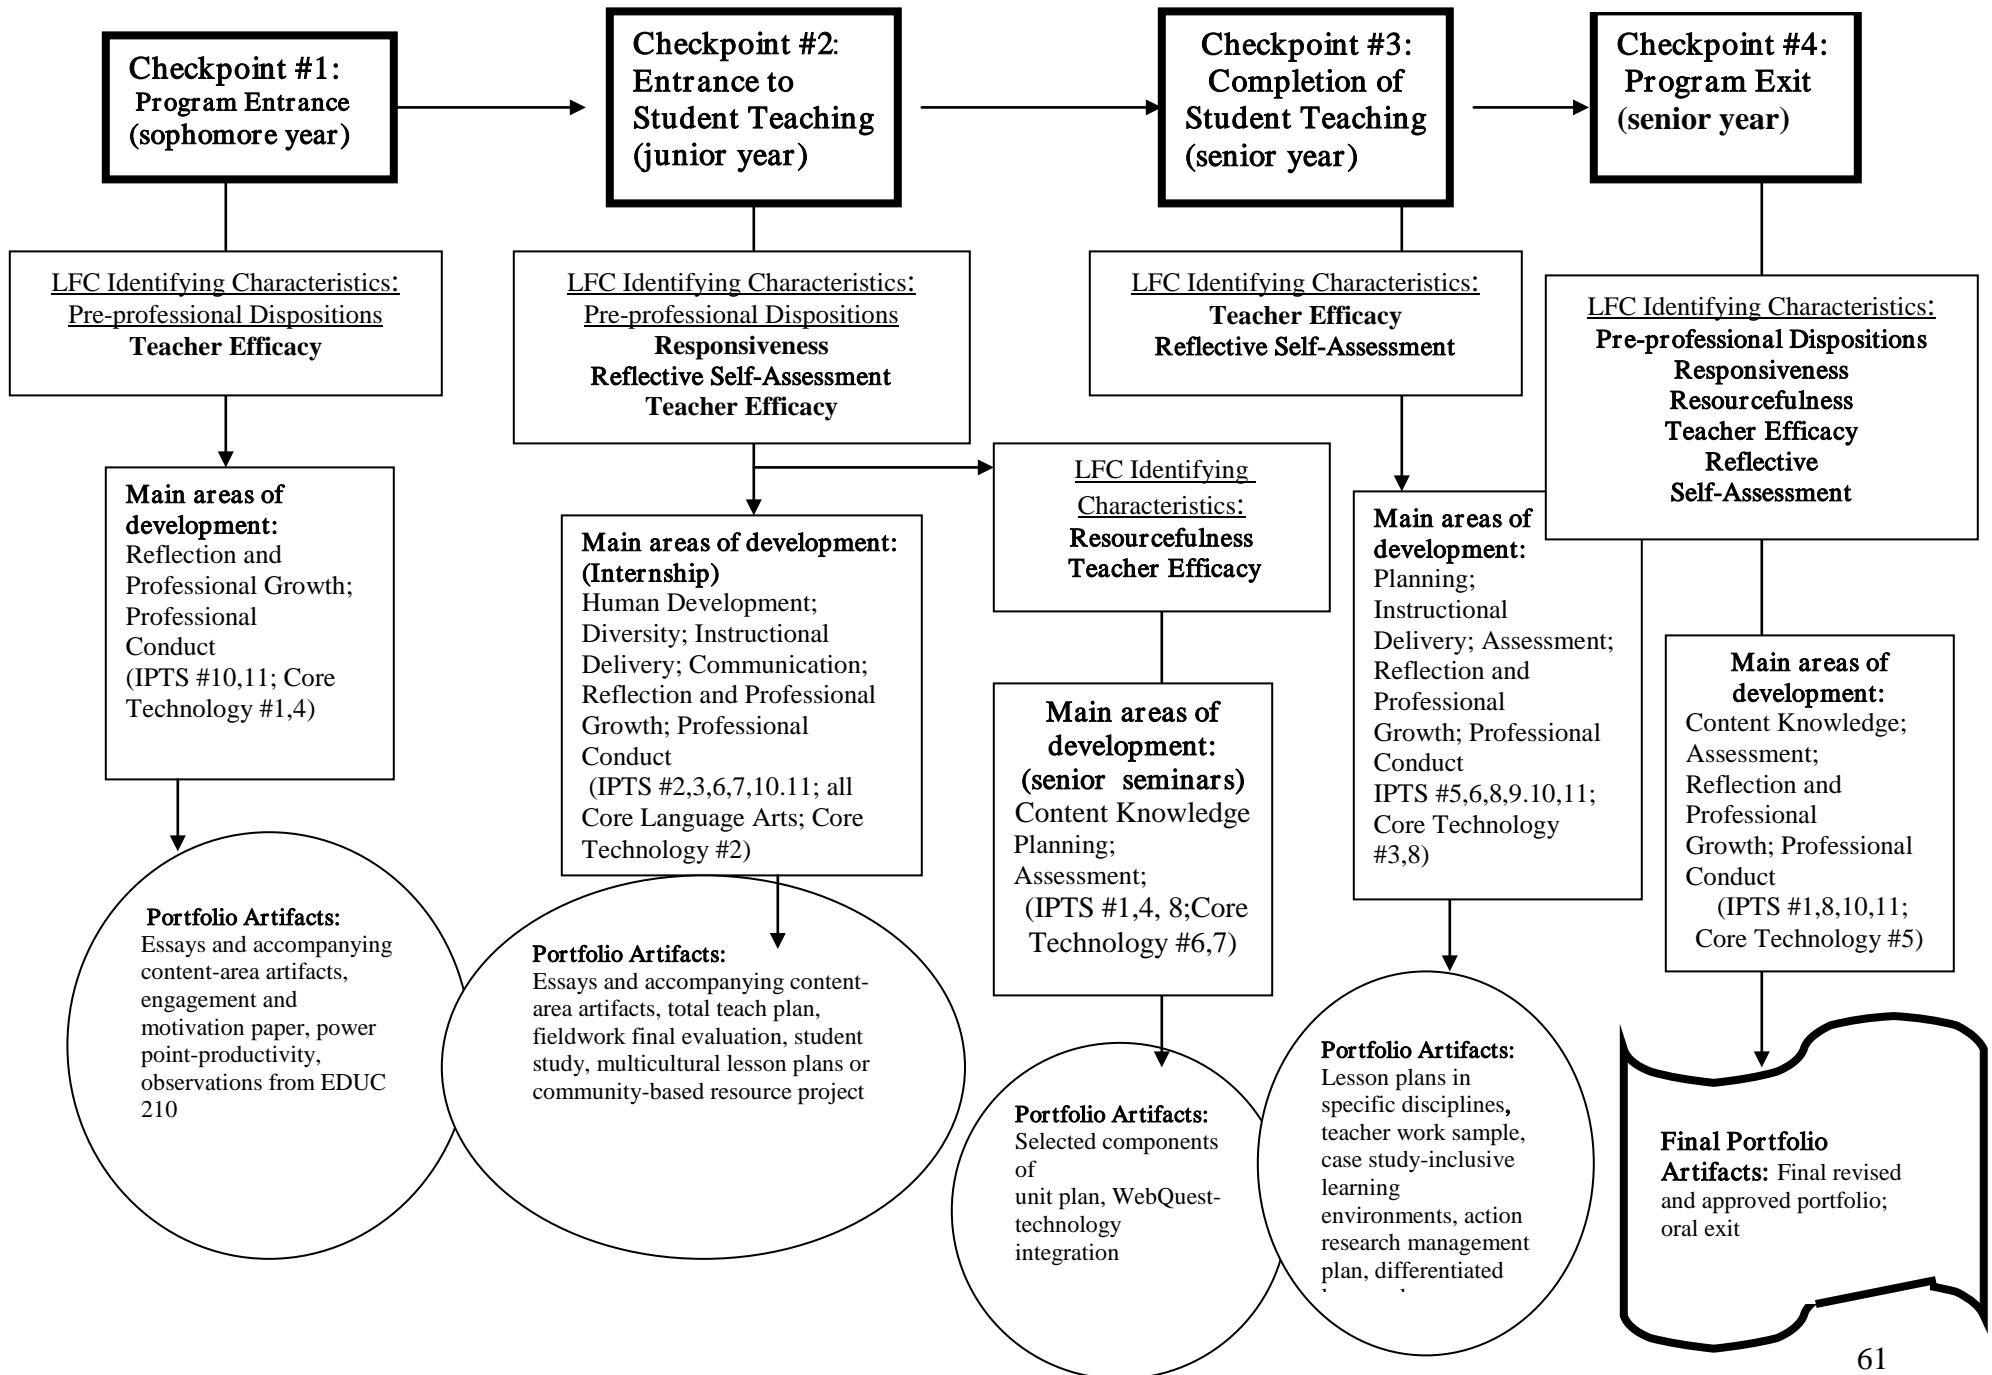 Checkpoint #1:
Program Entrance
(sophomore year)
Checkpoint #2:
Entrance to
Student Teaching
(junior year)
Checkpoint #3:
Completion of
Student Teaching
(senior year)
Checkpoint #4:
Program Exit
(senior year)
LFC Identifying Characteristics:
Pre-professional Dispositions
Teacher Efficacy
LFC Identifying Characteristics:
Pre-professional Dispositions
Responsiveness
Reflective Self-Assessment
Teacher Efficacy
LFC Identifying Characteristics:
Teacher Efficacy
Reflective Self-Assessment
LFC Identifying Characteristics:
Pre-professional Dispositions
Responsiveness
Resourcefulness
Teacher Efficacy
Reflective
Self-Assessment
LFC Identifying
Characteristics:
Resourcefulness
Teacher Efficacy
Main areas of
development:
Reflection and
Professional Growth;
Professional
Conduct
(IPTS #10,11; Core
Technology #1,4)
Main areas of development:
(Internship)
Human Development;
Diversity; Instructional
Delivery; Communication;
Reflection and Professional
Growth; Professional
Conduct
(IPTS #2,3,6,7,10.11; all
Core Language Arts; Core
Technology #2)
Main areas of
development:
(senior seminars)
Content Knowledge
Planning;
Assessment;
(IPTS #1,4, 8;Core
Technology #6,7)
Main areas of
development:
Planning;
Instructional
Delivery; Assessment;
Reflection and
Professional
Growth; Professional
Conduct
IPTS #5,6,8,9.10,11;
Core Technology
#3,8)
Main areas of
development:
Content Knowledge;
Assessment;
Reflection and
Professional
Growth; Professional
Conduct
(IPTS #1,8,10,11;
Core Technology #5)
Portfolio Artifacts:
Essays and accompanying
content-area artifacts,
engagement and
motivation paper, power
point-productivity,
observations from EDUC
210
Portfolio Artifacts:
Essays and accompanying content-
area artifacts, total teach plan,
fieldwork final evaluation, student
study, multicultural lesson plans or
community-based resource project
Portfolio Artifacts:
Selected components
of
unit plan, WebQuest-
technology
integration
Portfolio Artifacts:
Lesson plans in
specific disciplines,
teacher work sample,
case study-inclusive
learning
environments, action
research management
plan, differentiated
Final Portfolio
Artifacts: Final revised
and approved portfolio;
oral exit
61